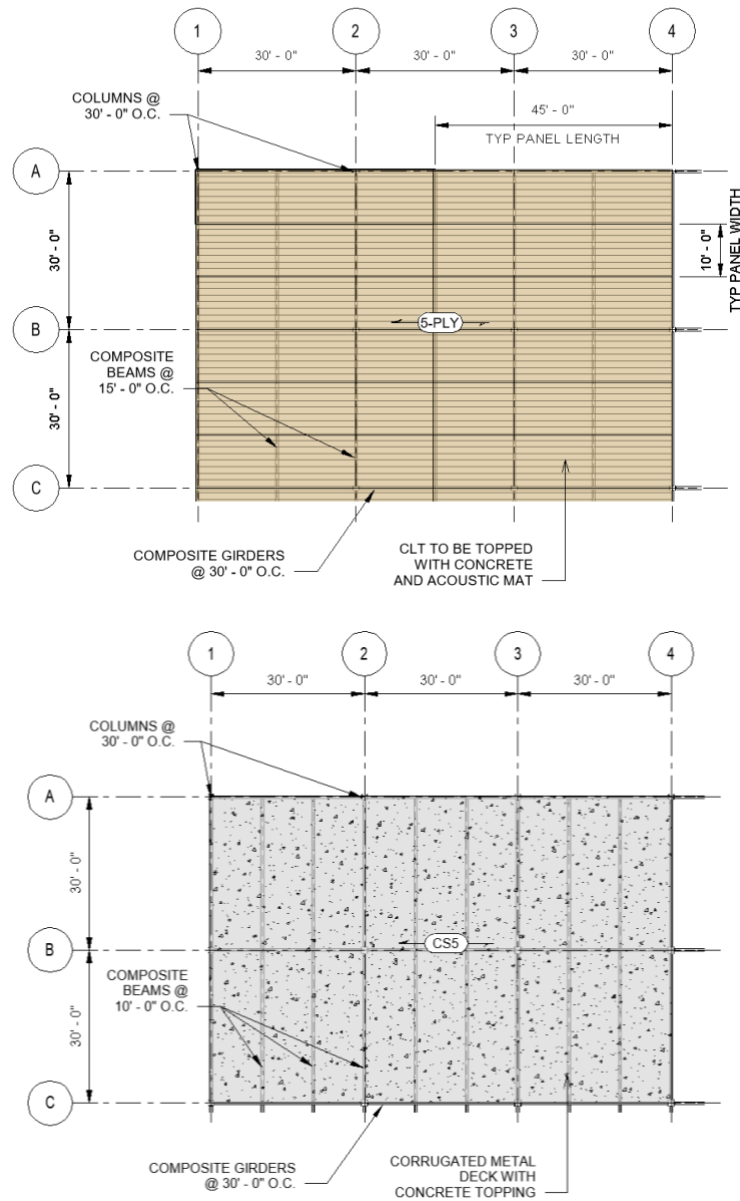 1
2
3
4
30' - 0"
30' - 0"
30' - 0"
COLUMNS @
30' - 0" O.C.
45' - 0"
TYP PANEL LENGTH
A
30' - 0"
10' - 0"
TYP PANEL WIDTH
B
5-PLY
COMPOSITE
BEAMS @
15' - 0" O.C.
30' - 0"
C
COMPOSITE GIRDERS
@ 30' - 0" O.C.
CLT TO BE TOPPED
WITH CONCRETE
AND ACOUSTIC MAT
1
2
3
4
30' - 0"
30' - 0"
30' - 0"
COLUMNS @
30' - 0" O.C.
A
30' - 0"
B
CS5
COMPOSITE
BEAMS @
10' - 0" O.C.
30' - 0"
C
COMPOSITE GIRDERS
@ 30' - 0" O.C.
CORRUGATED METAL
DECK WITH
CONCRETE TOPPING